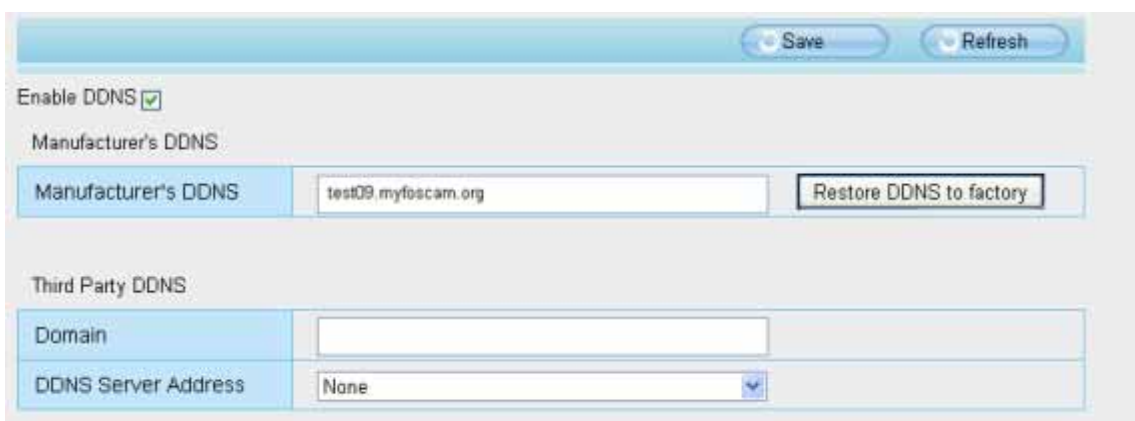 Save Refresh
Enable DDNS
Manufacturer's DDNS
Manufacturer's DDNS test09.myfoscam.org Restore DDNS to factory
Third Party DDNS
Domain
DDNS Server Address None